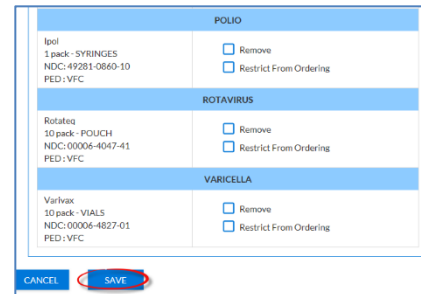 POLIO
Ipol
1 pack - SYRINGES
NDC: 49281-0860-10
PED : VFC
Remove
Restrict From Ordering
ROTAVIRUS
Rotateq
10 pack - POUCH
NDC: 00006-4047-41
PED : VFC
Remove
Restrict From Ordering
VARICELLA
Varivax
10 pack - VIALS
NDC: 00006-4827-01
PED : VFC
Remove
Restrict From Ordering
CANCEL SAVE